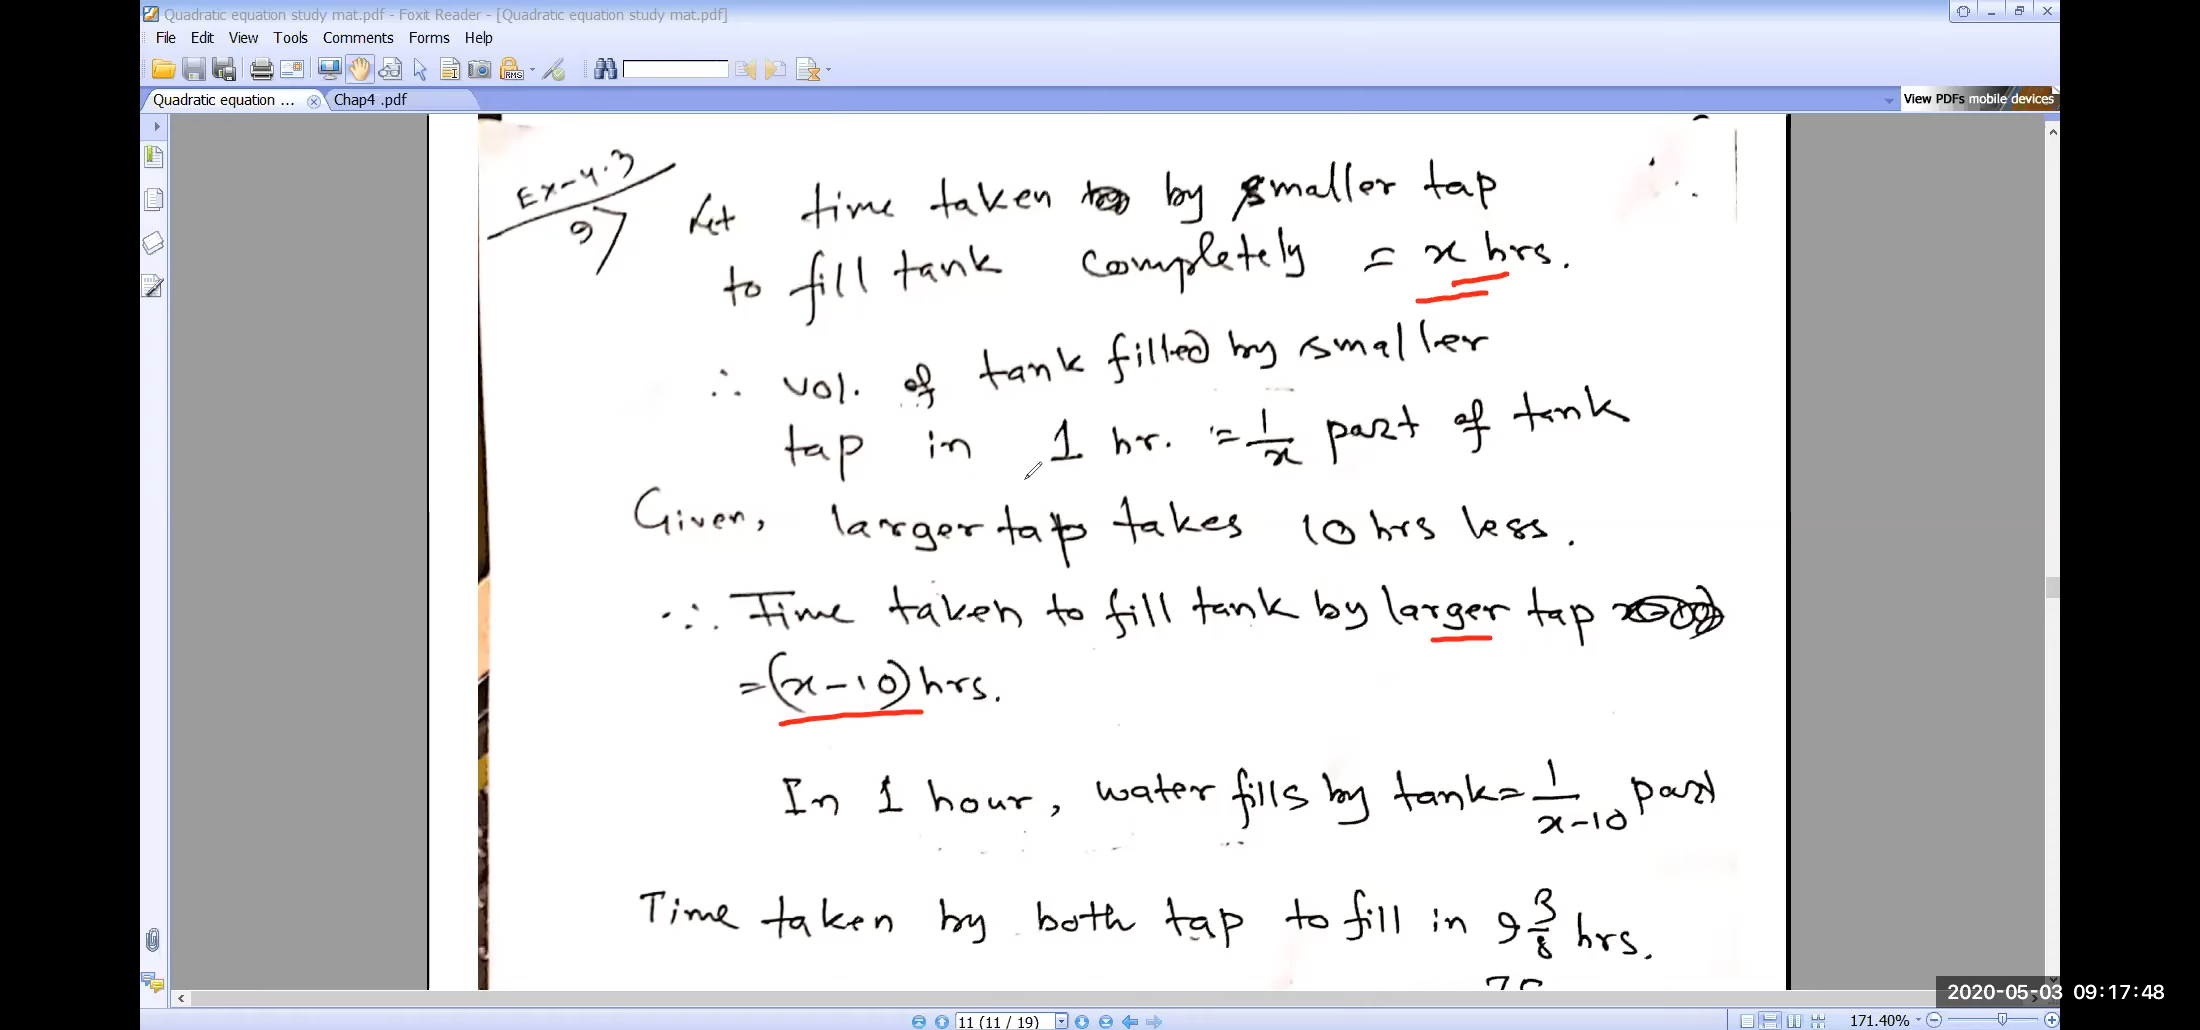 Quadratic equation study mat.pdf - Foxit Reader - [Quadratic equation study mat.pdf]
File Edit View Tools Comments Forms Help
Quadratic equation ... Chap4 .pdf
View PDFs mobile devices
Ex-4.3
9) Let time taken by smaller tap
to fill tank completely = x hrs.
∴ vol. of tank filled by smaller
tap in 1 hr. = 1/x part of tank
Given, larger tap takes 10 hrs less.
∴ Time taken to fill tank by larger tap
=(x-10) hrs.
In 1 hour, water fills by tank = 1/x-10 part
Time taken by both tap to fill in 9 3/8 hrs.
2020-05-03 09:17:48
11 (11 / 19)
171.40%